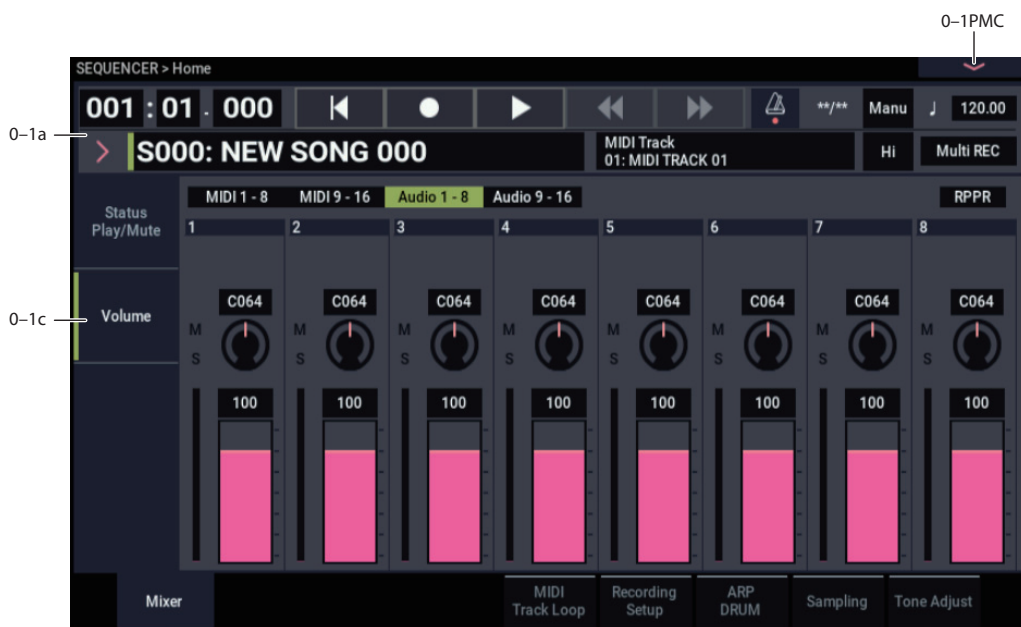 0–1PMC
SEQUENCER > Home
001 : 01 . 000
**/**
Manu
♩ 120.00
0–1a
S000: NEW SONG 000
MIDI Track
01: MIDI TRACK 01
Hi
Multi REC
Status
Play/Mute
MIDI 1 - 8
MIDI 9 - 16
Audio 1 - 8
Audio 9 - 16
RPPR
1 2 3 4 5 6 7 8
0–1c
Volume
C064 C064 C064 C064 C064 C064 C064 C064
M M M M M M M M
S S S S S S S S
100 100 100 100 100 100 100 100
Mixer
MIDI
Track Loop
Recording
Setup
ARP
DRUM
Sampling
Tone Adjust